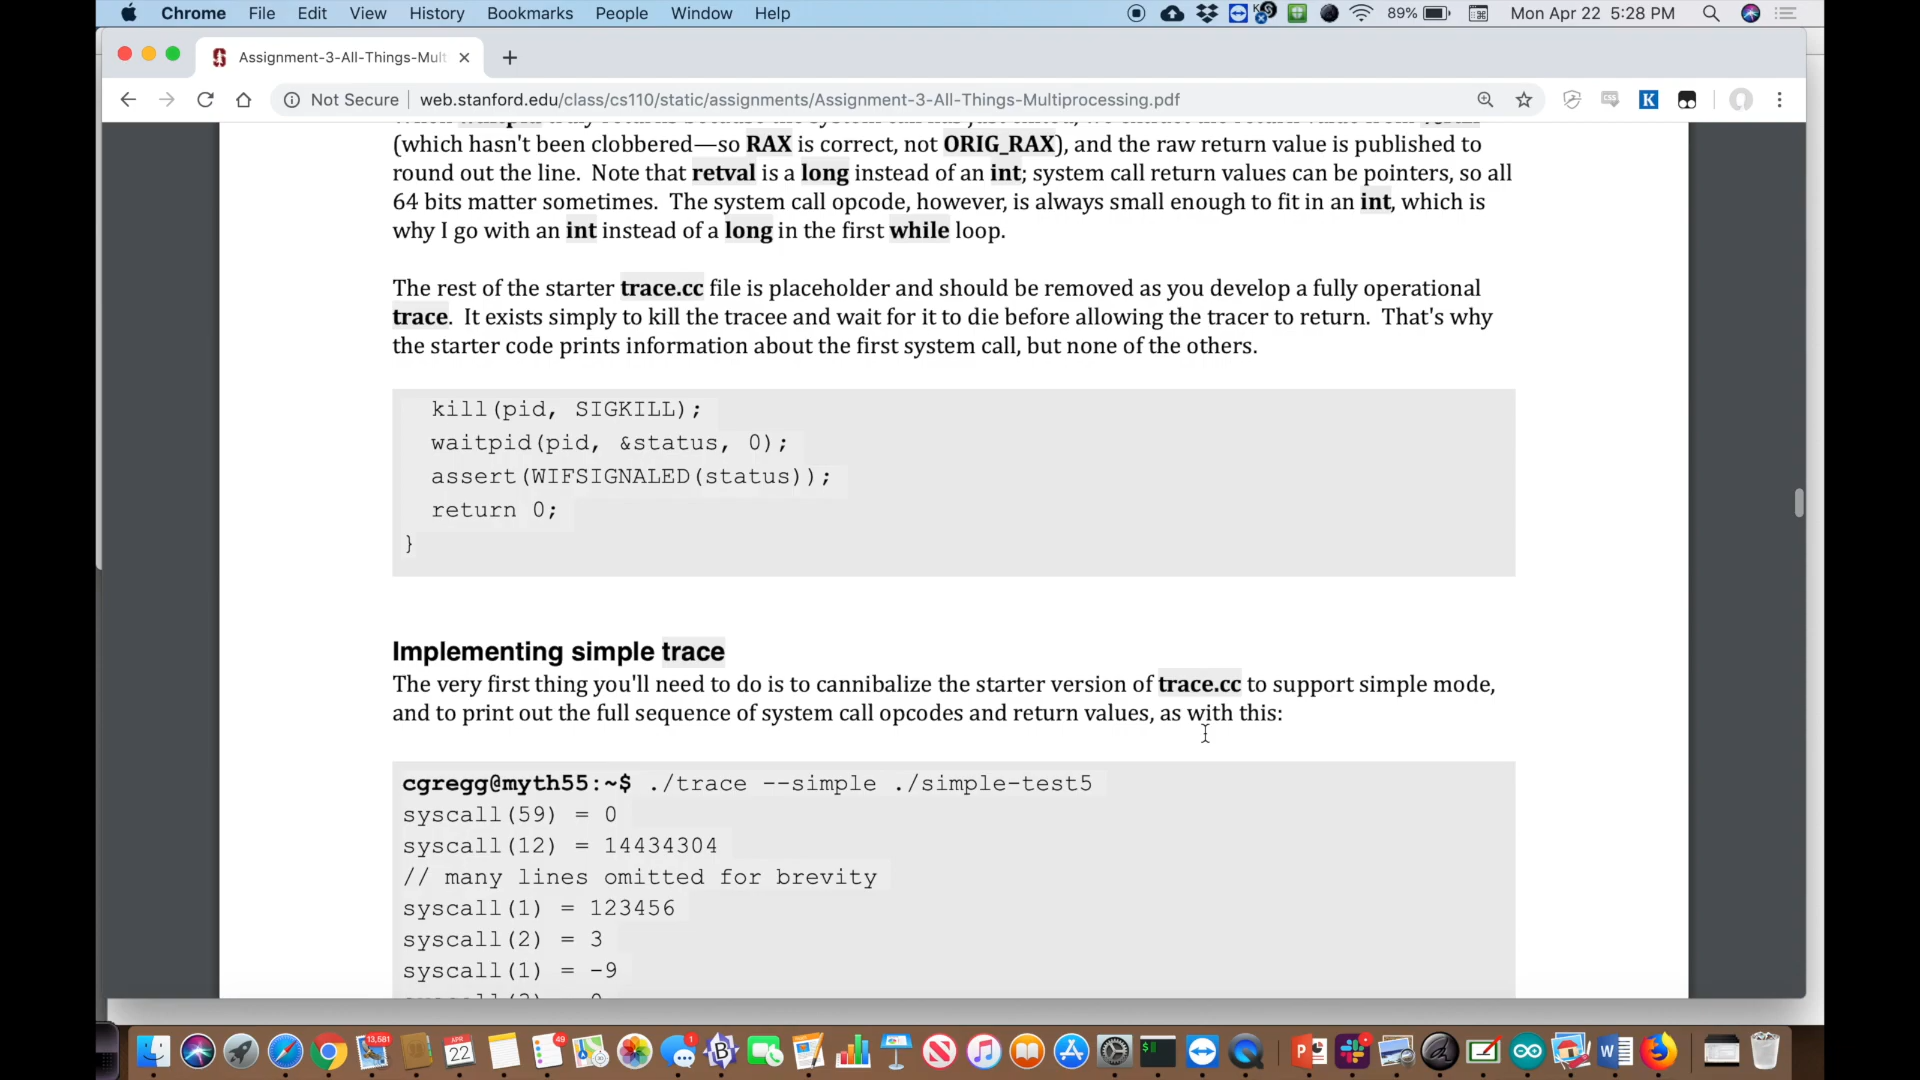 Chrome File Edit View History Bookmarks People Window Help 89% Mon Apr 22 5:28 PM
Assignment-3-All-Things-Mult
Not Secure web.stanford.edu/class/cs110/static/assignments/Assignment-3-All-Things-Multiprocessing.pdf
(which hasn't been clobbered—so RAX is correct, not ORIG_RAX), and the raw return value is published to
round out the line. Note that retval is a long instead of an int; system call return values can be pointers, so all
64 bits matter sometimes. The system call opcode, however, is always small enough to fit in an int, which is
why I go with an int instead of a long in the first while loop.
The rest of the starter trace.cc file is placeholder and should be removed as you develop a fully operational
trace. It exists simply to kill the tracee and wait for it to die before allowing the tracer to return. That's why
the starter code prints information about the first system call, but none of the others.
kill(pid, SIGKILL);
waitpid(pid, &status, 0);
assert(WIFSIGNALED(status));
return 0;
}
Implementing simple trace
The very first thing you'll need to do is to cannibalize the starter version of trace.cc to support simple mode,
and to print out the full sequence of system call opcodes and return values, as with this:
cgregg@myth55:~$ ./trace --simple ./simple-test5
syscall(59) = 0
syscall(12) = 14434304
// many lines omitted for brevity
syscall(1) = 123456
syscall(2) = 3
syscall(1) = -9
13,581
APR
22
49
1